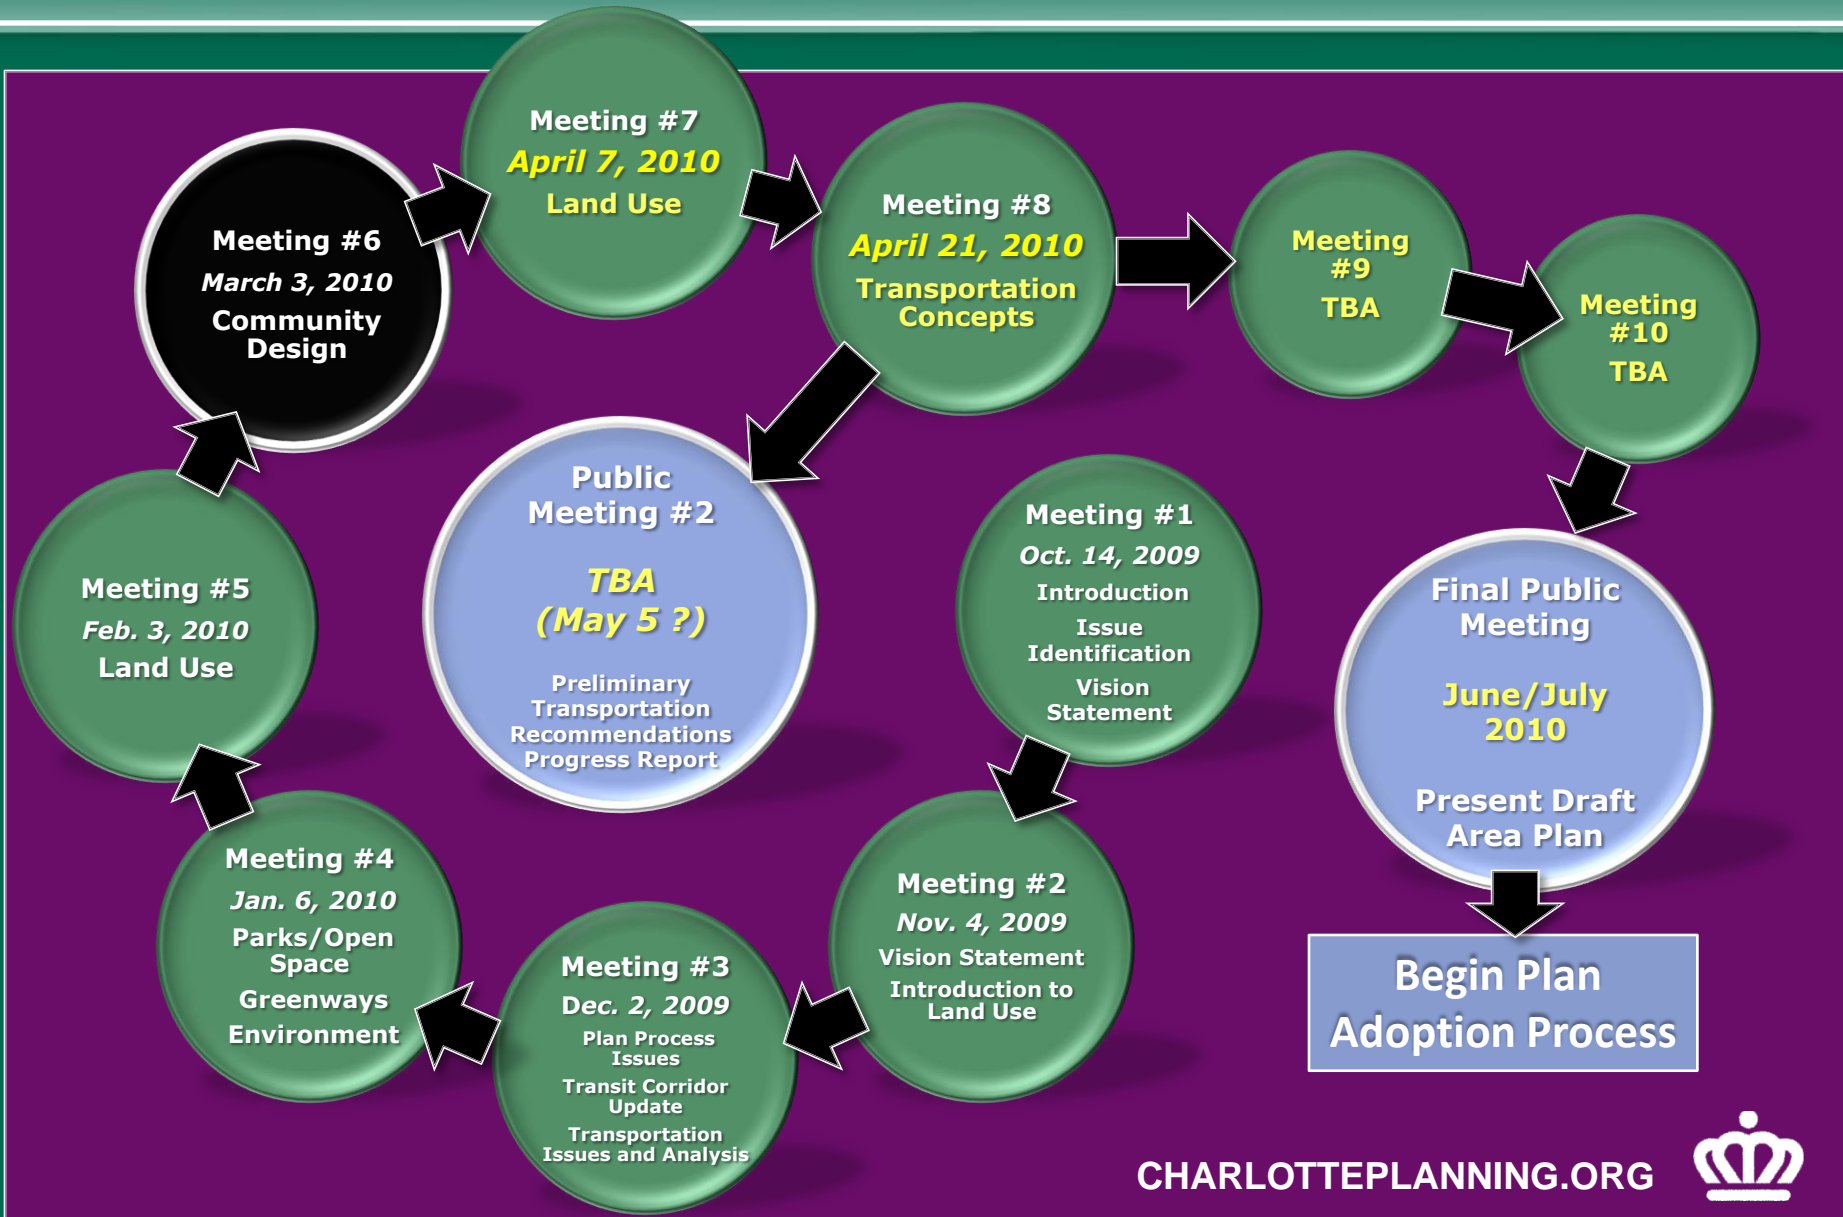 Meeting #7
April 7, 2010
Land Use
Meeting #8
April 21, 2010
Transportation
Concepts
Meeting
#9
TBA
Meeting
#10
TBA
Meeting #6
March 3, 2010
Community
Design
Public
Meeting #2
TBA
(May 5 ?)
Preliminary
Transportation
Recommendations
Progress Report
Meeting #1
Oct. 14, 2009
Introduction
Issue
Identification
Vision
Statement
Final Public
Meeting
June/July
2010
Present Draft
Area Plan
Meeting #5
Feb. 3, 2010
Land Use
Meeting #4
Jan. 6, 2010
Parks/Open
Space
Greenways
Environment
Meeting #3
Dec. 2, 2009
Plan Process
Issues
Transit Corridor
Update
Transportation
Issues and Analysis
Meeting #2
Nov. 4, 2009
Vision Statement
Introduction to
Land Use
Begin Plan
Adoption Process
CHARLOTTEPLANNING.ORG